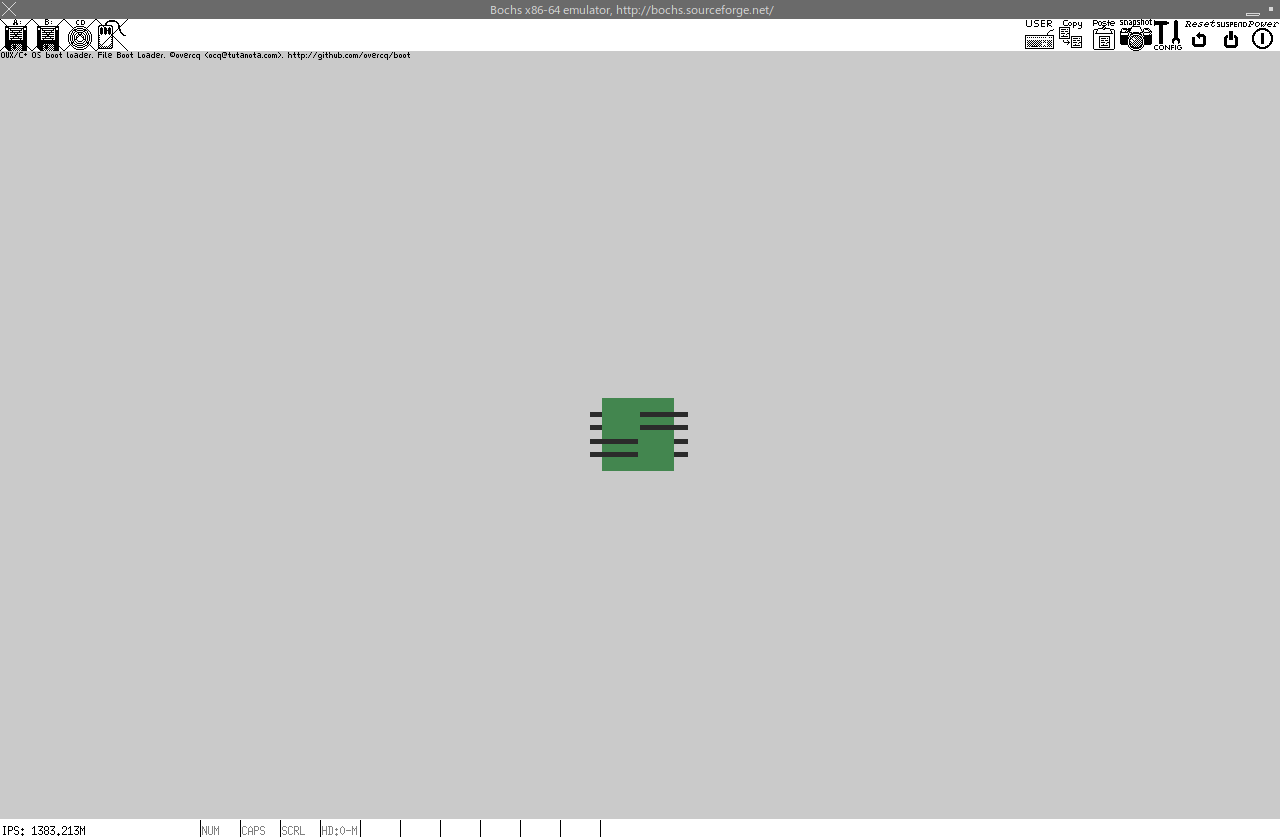 Bochs x86-64 emulator, http://bochs.sourceforge.net/
A: B: CD USER Copy Paste snapshot CONFIG Reset SUSPEND Power
OUX/C+ OS boot loader. File Boot Loader. ©overcq <ocq@tutanota.com>. http://github.com/overcq/boot
IPS: 1383.213M NUM CAPS SCRL HD:0-M